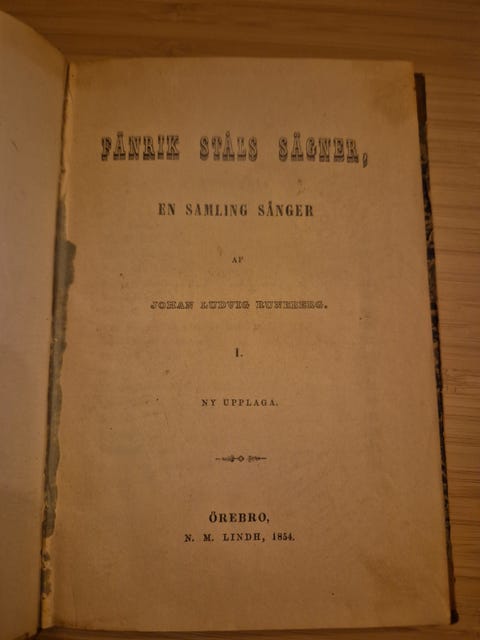 FÄNRIK STÅLS SÄGNER,
EN SAMLING SÅNGER
AF
JOHAN LUDVIG RUNEBERG.
I.
NY UPPLAGA.
ÖREBRO,
N. M. LINDH, 1854.